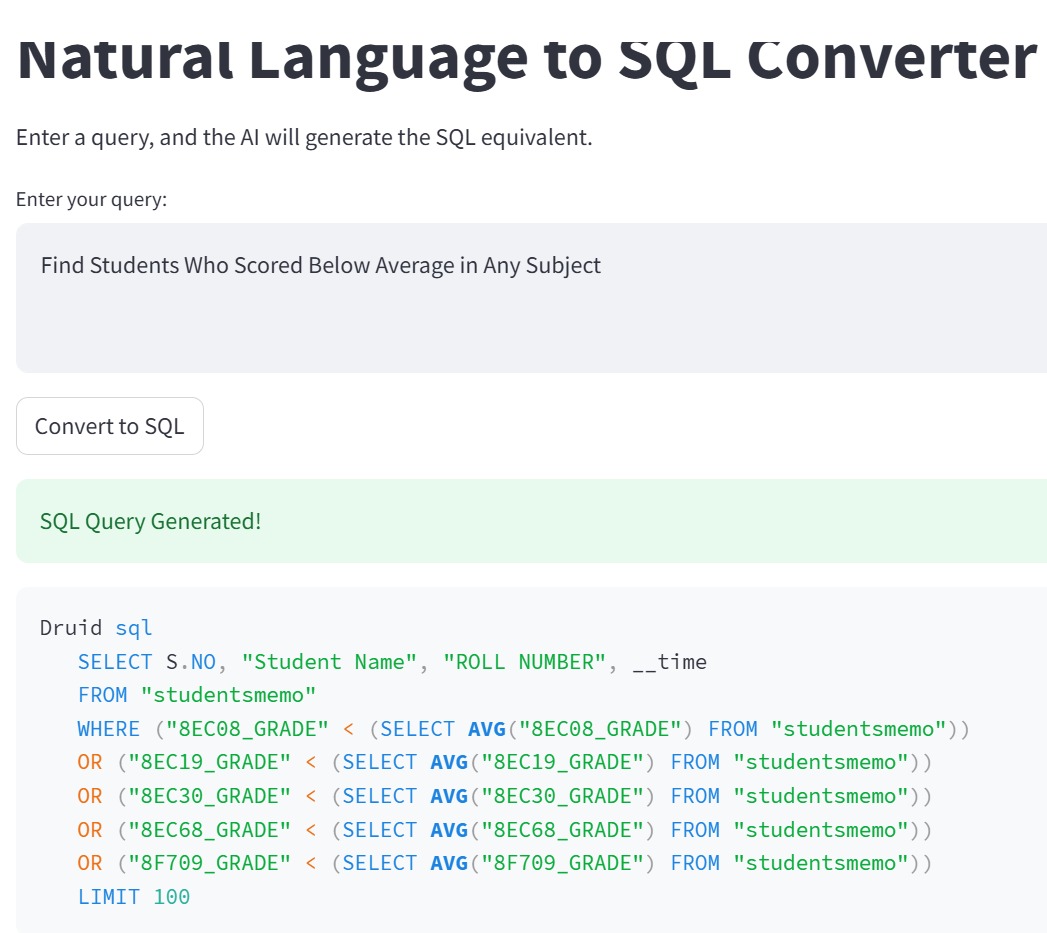 Natural Language to SQL Converter
Enter a query, and the AI will generate the SQL equivalent.
Enter your query:
Find Students Who Scored Below Average in Any Subject
Convert to SQL
SQL Query Generated!
Druid sql
   SELECT S.NO, "Student Name", "ROLL NUMBER", __time
   FROM "studentsmemo"
   WHERE ("8EC08_GRADE" < (SELECT AVG("8EC08_GRADE") FROM "studentsmemo"))
   OR ("8EC19_GRADE" < (SELECT AVG("8EC19_GRADE") FROM "studentsmemo"))
   OR ("8EC30_GRADE" < (SELECT AVG("8EC30_GRADE") FROM "studentsmemo"))
   OR ("8EC68_GRADE" < (SELECT AVG("8EC68_GRADE") FROM "studentsmemo"))
   OR ("8F709_GRADE" < (SELECT AVG("8F709_GRADE") FROM "studentsmemo"))
   LIMIT 100